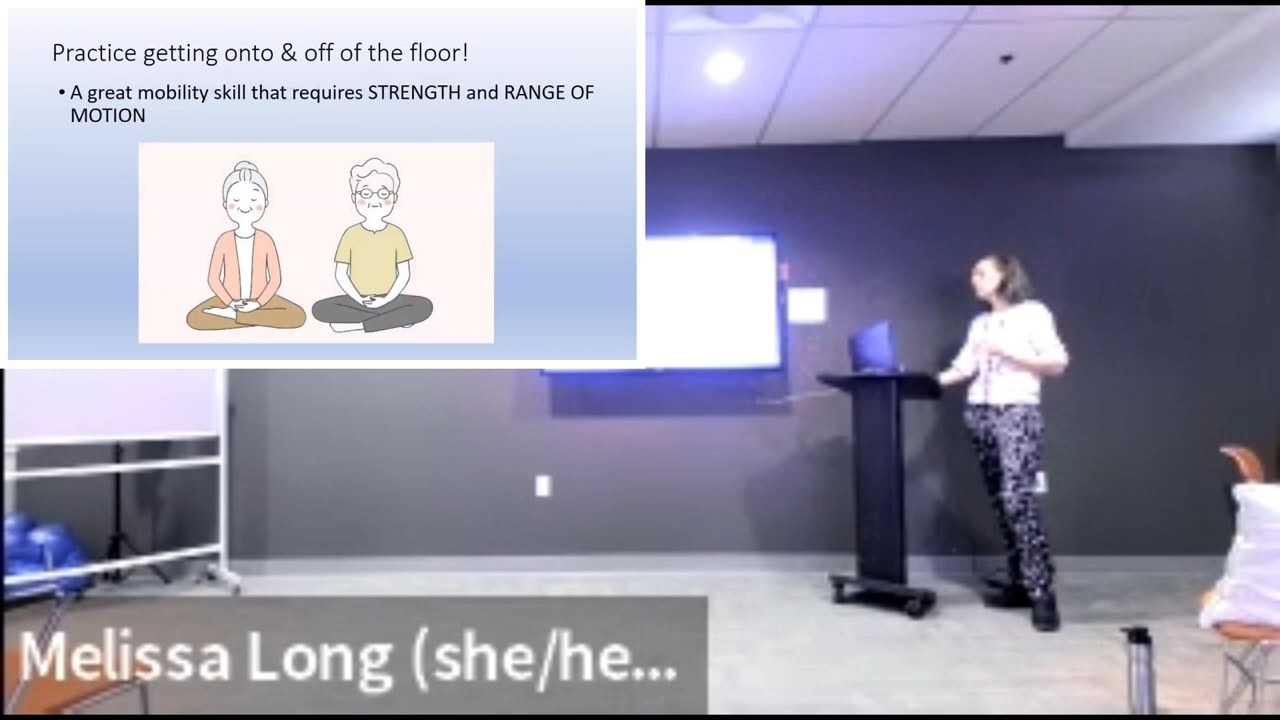 Practice getting onto & off of the floor!
• A great mobility skill that requires STRENGTH and RANGE OF
MOTION
Melissa Long (she/he...